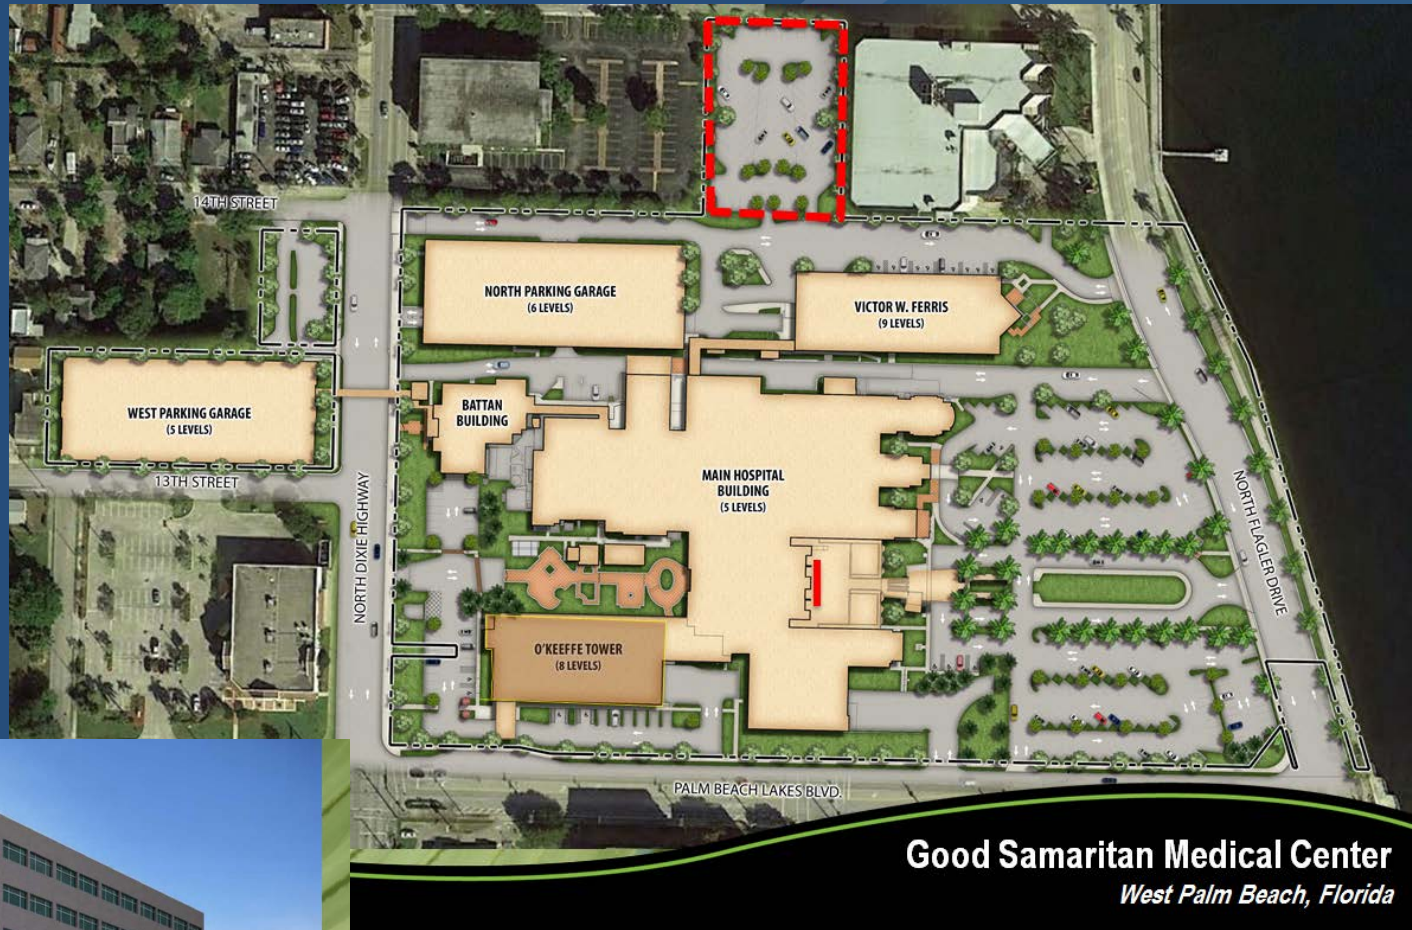 14TH STREET
NORTH PARKING GARAGE
(6 LEVELS)
VICTOR W. FERRIS
(9 LEVELS)
WEST PARKING GARAGE
(5 LEVELS)
BATTAN
BUILDING
13TH STREET
MAIN HOSPITAL
BUILDING
(5 LEVELS)
NORTH DIXIE HIGHWAY
NORTH FLAGLER DRIVE
O'KEEFFE TOWER
(8 LEVELS)
PALM BEACH LAKES BLVD.
Good Samaritan Medical Center
West Palm Beach, Florida